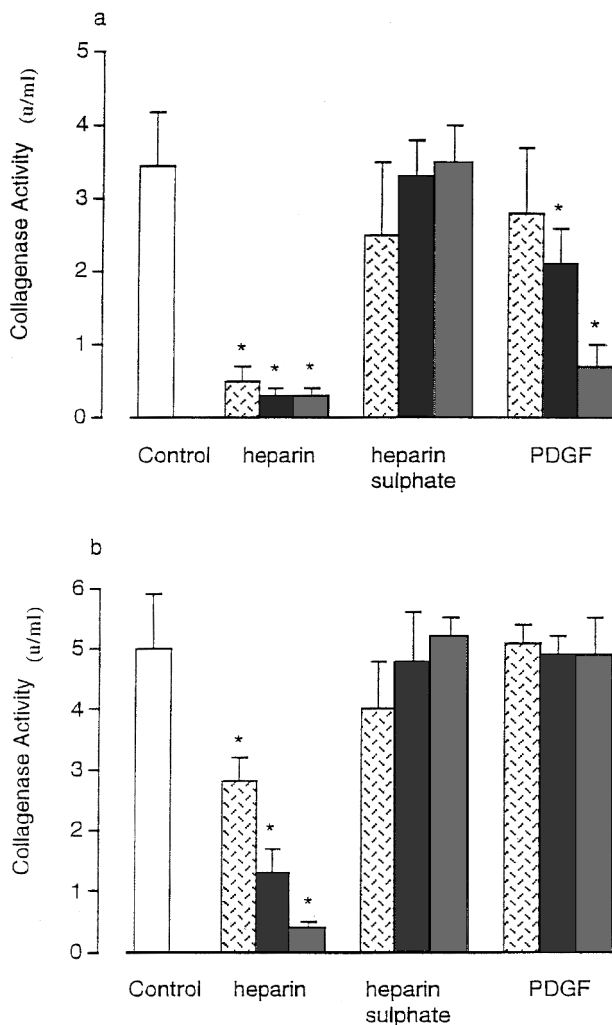 a
5
4
3
2
1
0
Collagenase Activity (u/ml)
* * *
* *
Control heparin heparin sulphate PDGF
b
6
5
4
3
2
1
0
Collagenase Activity (u/ml)
* * *
Control heparin heparin sulphate PDGF